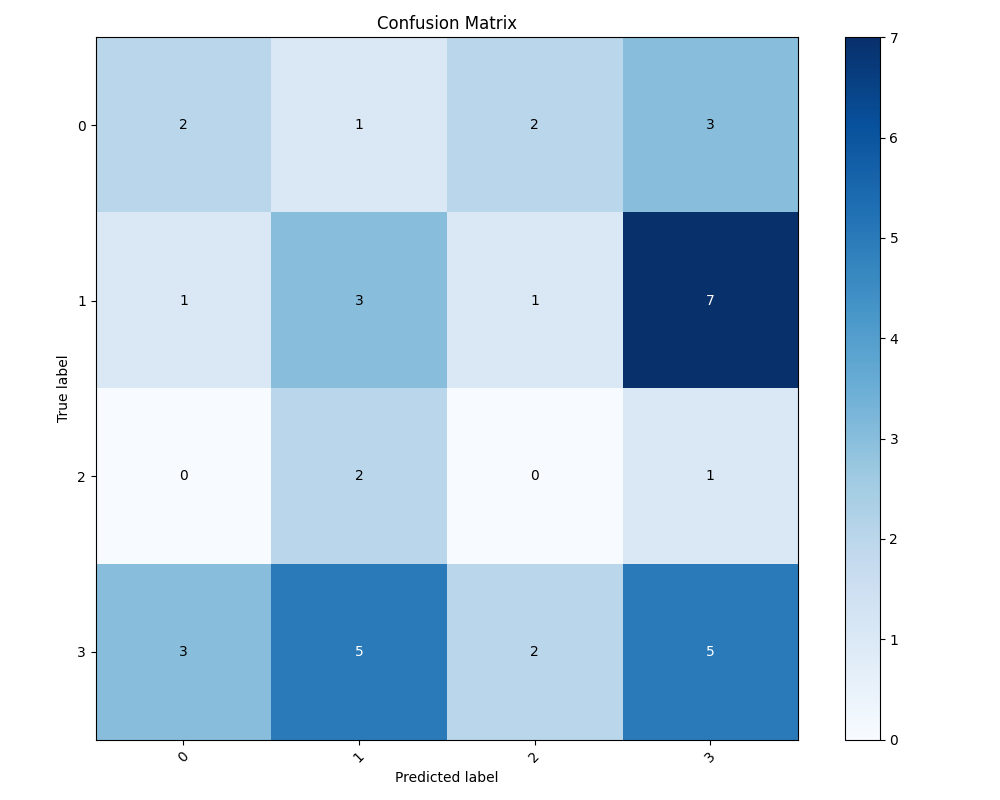 Confusion Matrix
0 2 1 2 3
1 1 3 1 7
2 0 2 0 1
3 3 5 2 5
0 1 2 3
True label
Predicted label
7
6
5
4
3
2
1
0